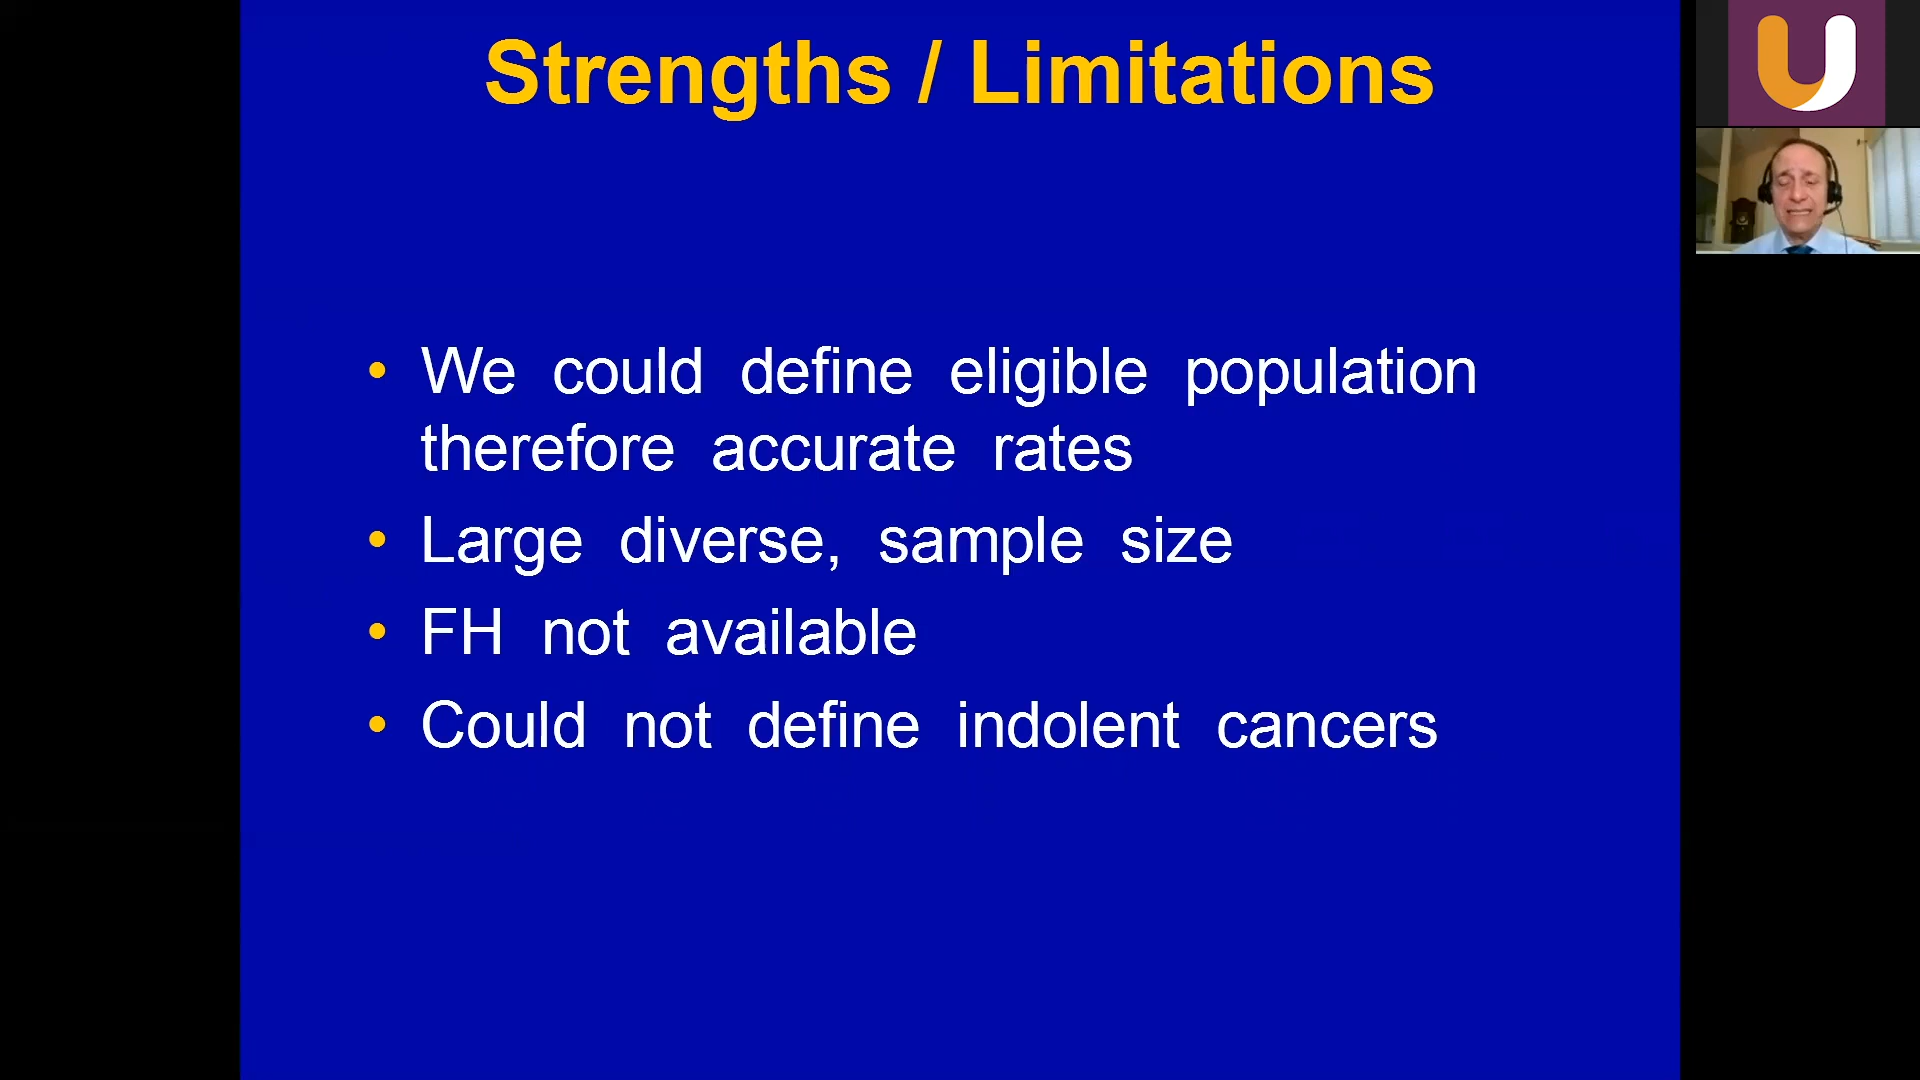 Strengths / Limitations
• We could define eligible population
therefore accurate rates
• Large diverse, sample size
• FH not available
• Could not define indolent cancers